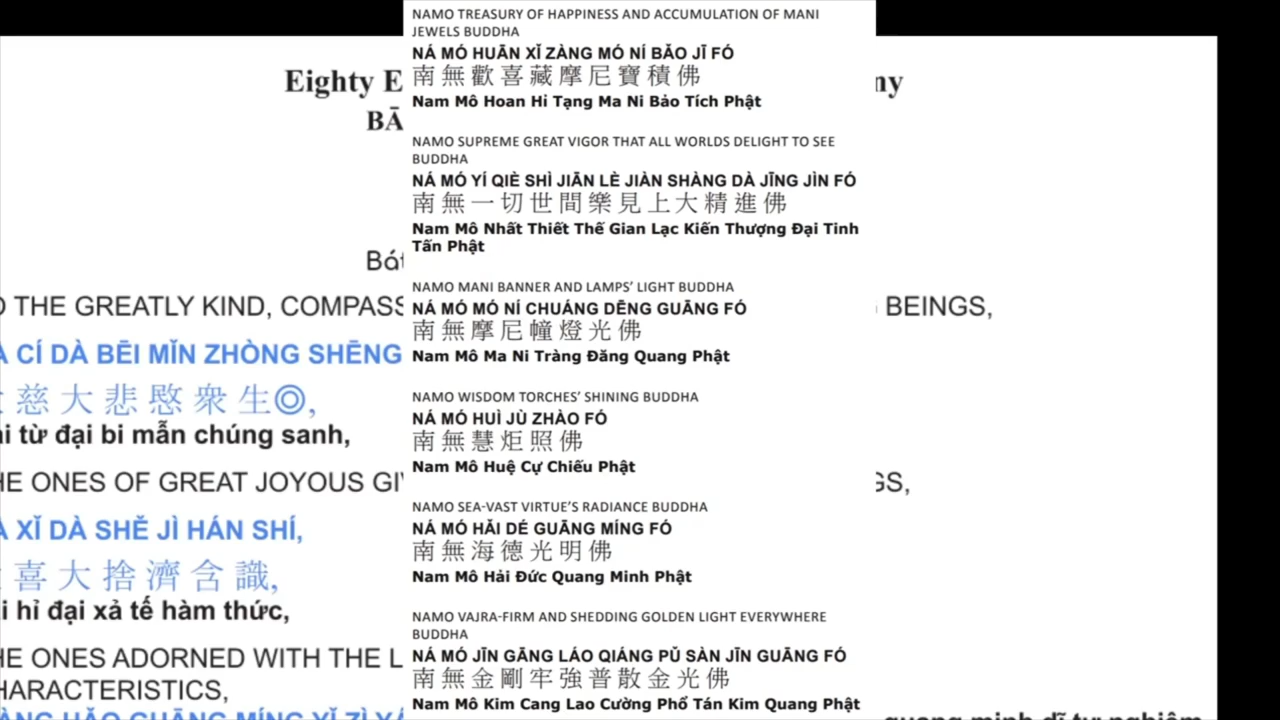 NAMO TREASURY OF HAPPINESS AND ACCUMULATION OF MANI
JEWELS BUDDHA
NÁ MÓ HUĀN XǏ ZÀNG MÓ NÍ BǍO JĪ FÓ
南無歡喜藏摩尼寶積佛
Nam Mô Hoan Hỉ Tạng Ma Ni Bảo Tích Phật
NAMO SUPREME GREAT VIGOR THAT ALL WORLDS DELIGHT TO SEE
BUDDHA
NÁ MÓ YÍ QIÈ SHÌ JIĀN LÈ JIÀN SHÀNG DÀ JĪNG JÌN FÓ
南無一切世間樂見上大精進佛
Nam Mô Nhất Thiết Thế Gian Lạc Kiến Thượng Đại Tinh
Tấn Phật
NAMO MANI BANNER AND LAMPS’ LIGHT BUDDHA
NÁ MÓ MÓ NÍ CHUÁNG DĒNG GUĀNG FÓ
南無摩尼幢燈光佛
Nam Mô Ma Ni Tràng Đăng Quang Phật
NAMO WISDOM TORCHES’ SHINING BUDDHA
NÁ MÓ HUÌ JÙ ZHÀO FÓ
南無慧炬照佛
Nam Mô Huệ Cự Chiếu Phật
NAMO SEA-VAST VIRTUE’S RADIANCE BUDDHA
NÁ MÓ HǍI DÉ GUĀNG MÍNG FÓ
南無海德光明佛
Nam Mô Hải Đức Quang Minh Phật
NAMO VAJRA-FIRM AND SHEDDING GOLDEN LIGHT EVERYWHERE
BUDDHA
NÁ MÓ JĪN GĀNG LÁO QIÁNG PǓ SÀN JĪN GUĀNG FÓ
南無金剛牢強普散金光佛
Nam Mô Kim Cang Lao Cường Phổ Tán Kim Quang Phật
Eighty E
BĀ
Bát
THE GREATLY KIND, COMPASS BEINGS,
CÍ DÀ BĒI MǏN ZHÒNG SHĒNG
慈大悲愍衆生◎,
từ đại bi mẫn chúng sanh,
ONES OF GREAT JOYOUS GI GS,
XǏ DÀ SHĚ JÌ HÁN SHÍ,
喜大捨濟含識,
hỉ đại xả tế hàm thức,
ONES ADORNED WITH THE L
HARACTERISTICS,